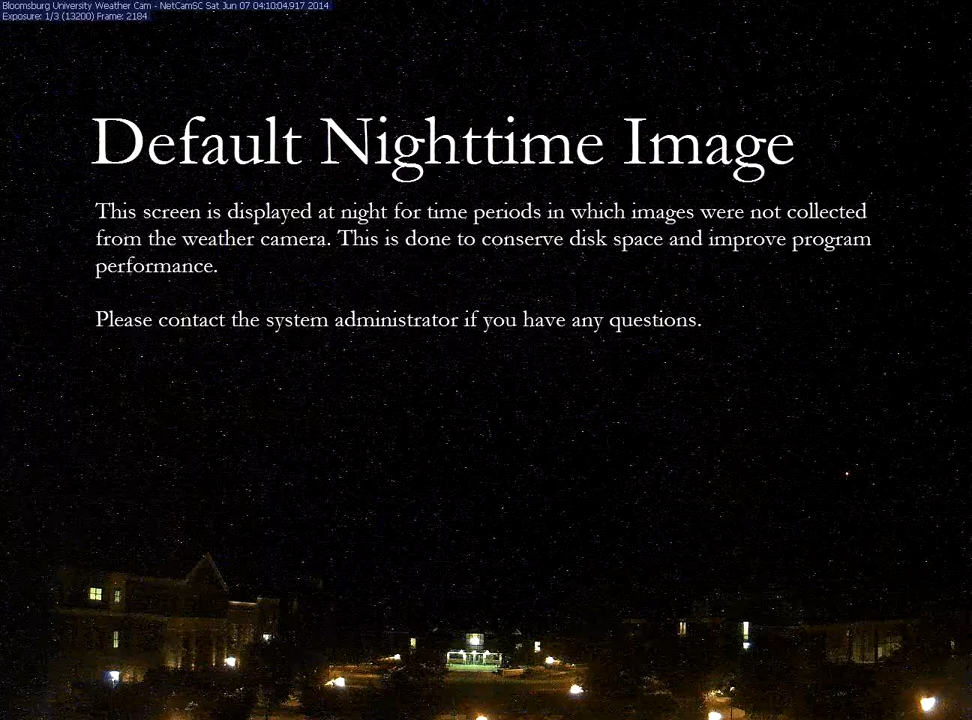 Bloomsburg University Weather Cam - NetCamSC Sat Jun 07 04:10:04.917 2014
Exposure: 1/3 (13200) Frame: 2184
Default Nighttime Image
This screen is displayed at night for time periods in which images were not collected
from the weather camera. This is done to conserve disk space and improve program
performance.
Please contact the system administrator if you have any questions.